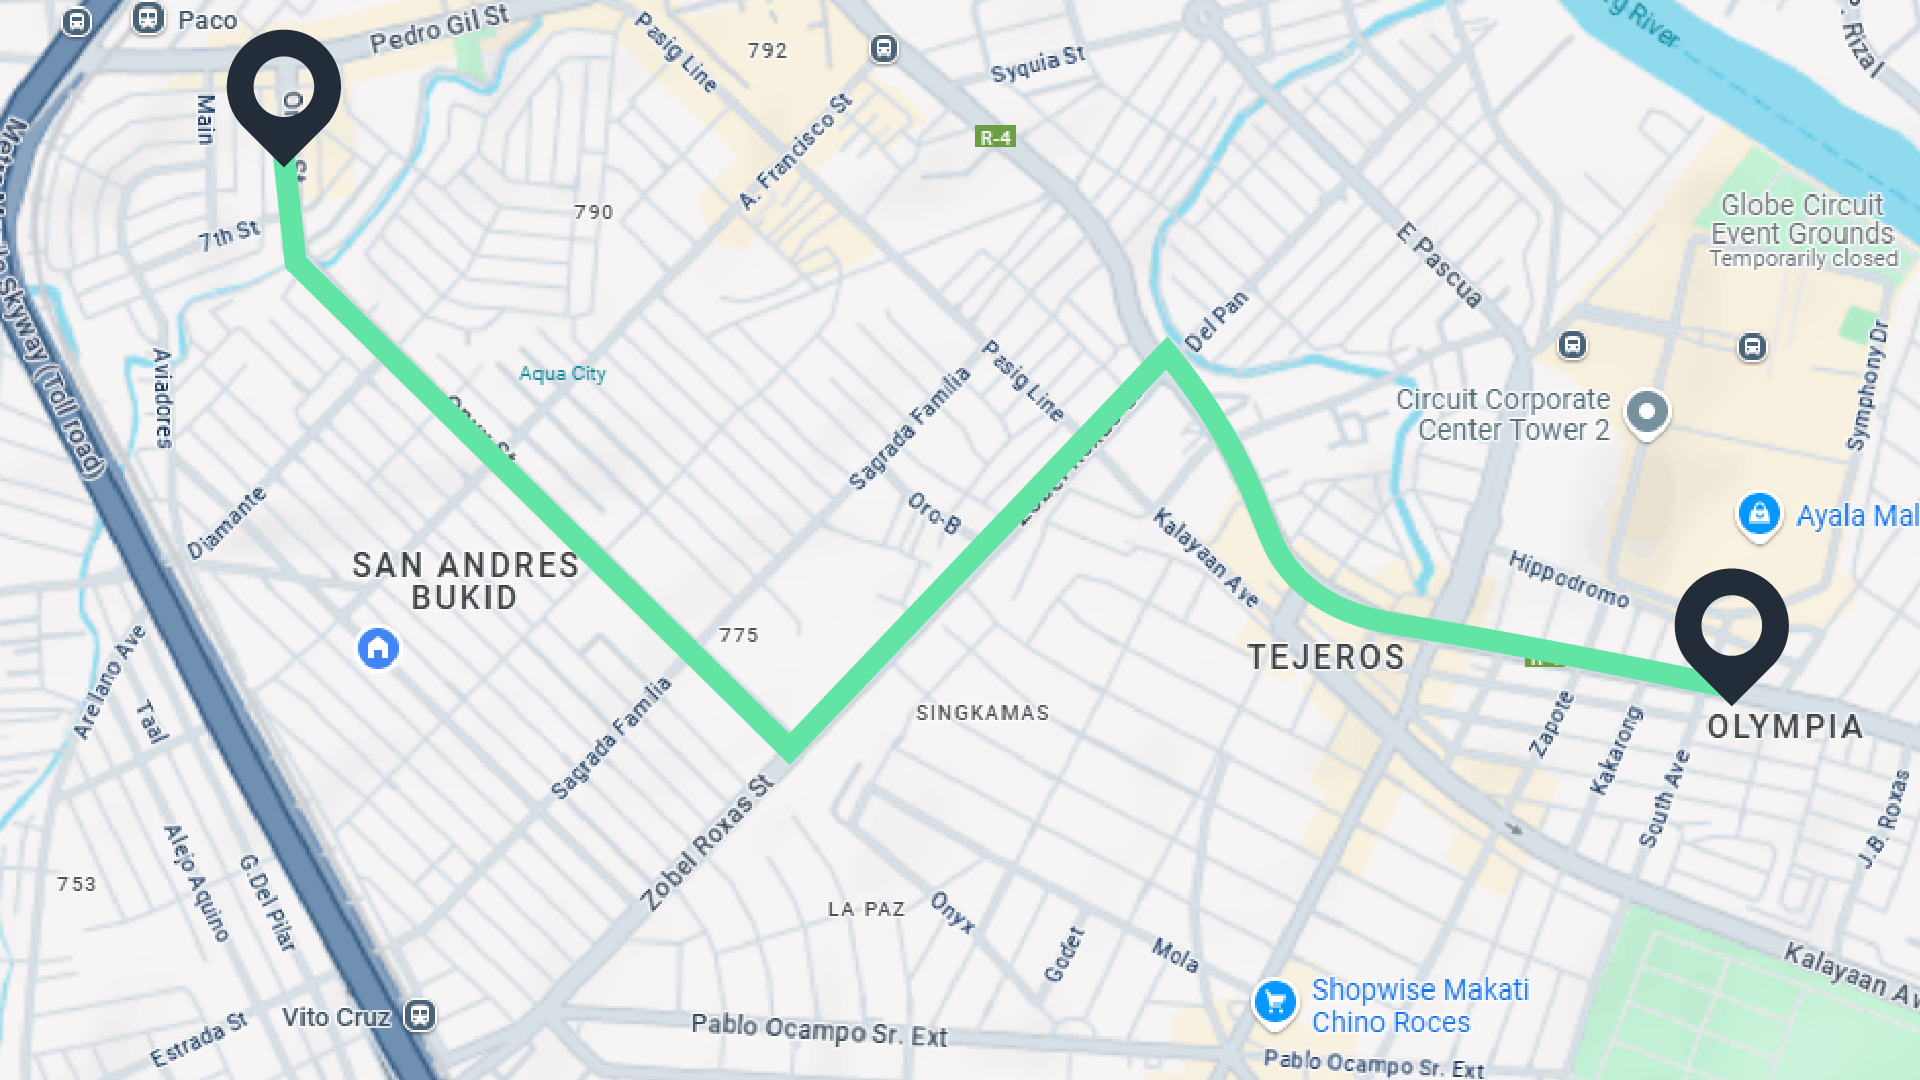 Paco
Pedro Gil St
Pasig Line
792
Syquia St
Main
A. Francisco St
R-4
790
7th St
E Pascua
Globe Circuit
Event Grounds
Temporarily closed
Del Pan
Aviadores
Aqua City
Pasig Line
Sagrada Familia
Symphony Dr
Circuit Corporate
Center Tower 2
Skyway (Toll road)
Diamante
Oro-B
Kalayaan Ave
Ayala Mal
SAN ANDRES
BUKID
Hippodromo
775
TEJEROS
Arellano Ave
Taal
Sagrada Familia
SINGKAMAS
Zapote
Kakarong
OLYMPIA
South Ave
J.B. Roxas
Zobel Roxas St
753
Alejo Aquino
G.Del Pilar
LA PAZ
Onyx
Godet
Mola
Kalayaan Av
Vito Cruz
Estrada St
Pablo Ocampo Sr. Ext
Shopwise Makati
Chino Roces
Pablo Ocampo Sr. Ext